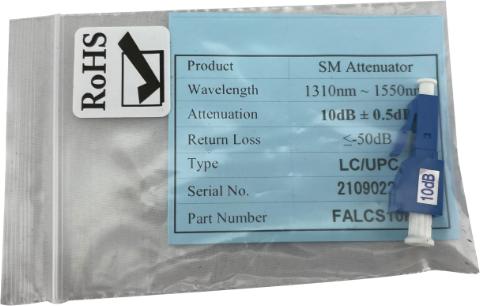 RoHS
Product SM Attenuator
Wavelength 1310nm ~ 1550nm
Attenuation 10dB ± 0.5dB
Return Loss ≤-50dB
Type LC/UPC
Serial No.
Part Number
10dB